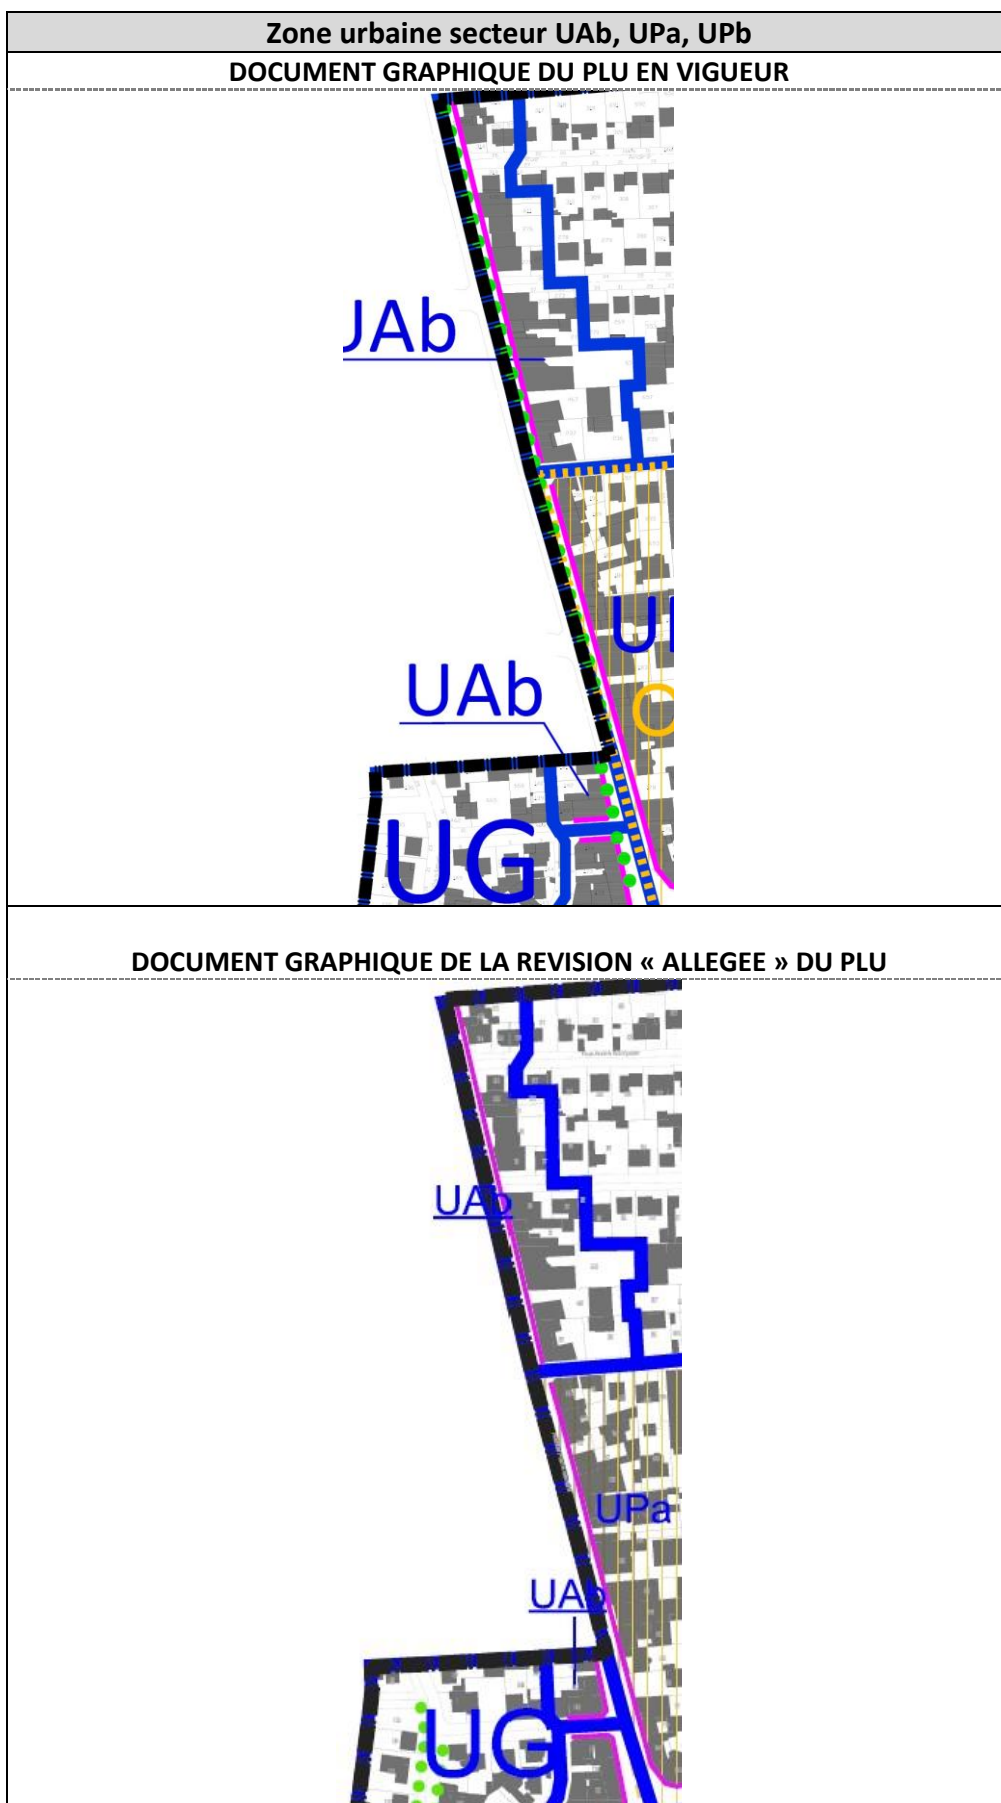 Zone urbaine secteur UAb, UPa, UPb
DOCUMENT GRAPHIQUE DU PLU EN VIGUEUR
UAb
UAb
UG
DOCUMENT GRAPHIQUE DE LA REVISION « ALLEGEE » DU PLU
UAb
UPa
UAb
UG